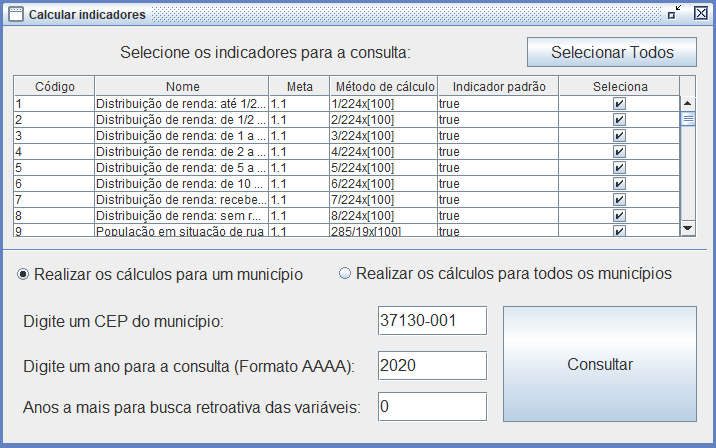 Calcular indicadores
Selecione os indicadores para a consulta:
Selecionar Todos
Código Nome Meta Método de cálculo Indicador padrão Seleciona
1 Distribuição de renda: até 1/2... 1.1 1/224x[100] true
2 Distribuição de renda: de 1/2 ... 1.1 2/224x[100] true
3 Distribuição de renda: de 1 a ... 1.1 3/224x[100] true
4 Distribuição de renda: de 2 a ... 1.1 4/224x[100] true
5 Distribuição de renda: de 5 a ... 1.1 5/224x[100] true
6 Distribuição de renda: de 10 ... 1.1 6/224x[100] true
7 Distribuição de renda: recebe... 1.1 7/224x[100] true
8 Distribuição de renda: sem r... 1.1 8/224x[100] true
9 População em situação de rua 1.1 285/19x[100] true
Realizar os cálculos para um município
Realizar os cálculos para todos os municípios
Digite um CEP do município: 37130-001
Digite um ano para a consulta (Formato AAAA): 2020
Consultar
Anos a mais para busca retroativa das variáveis: 0